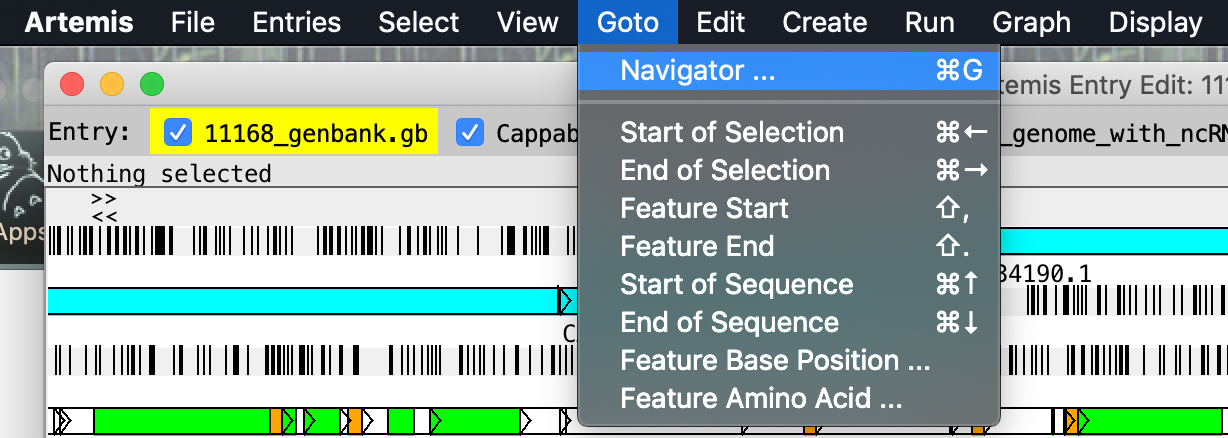 Artemis File Entries Select View Goto Edit Create Run Graph Display
Navigator ... ⌘G
temis Entry Edit: 11
Entry: 11168_genbank.gb Cappab
_genome_with_ncRN
Nothing selected
>>
<<
Apps
Start of Selection ⌘←
End of Selection ⌘→
Feature Start ⇧,
Feature End ⇧.
Start of Sequence ⌘↑
End of Sequence ⌘↓
Feature Base Position ...
Feature Amino Acid ...
34190.1